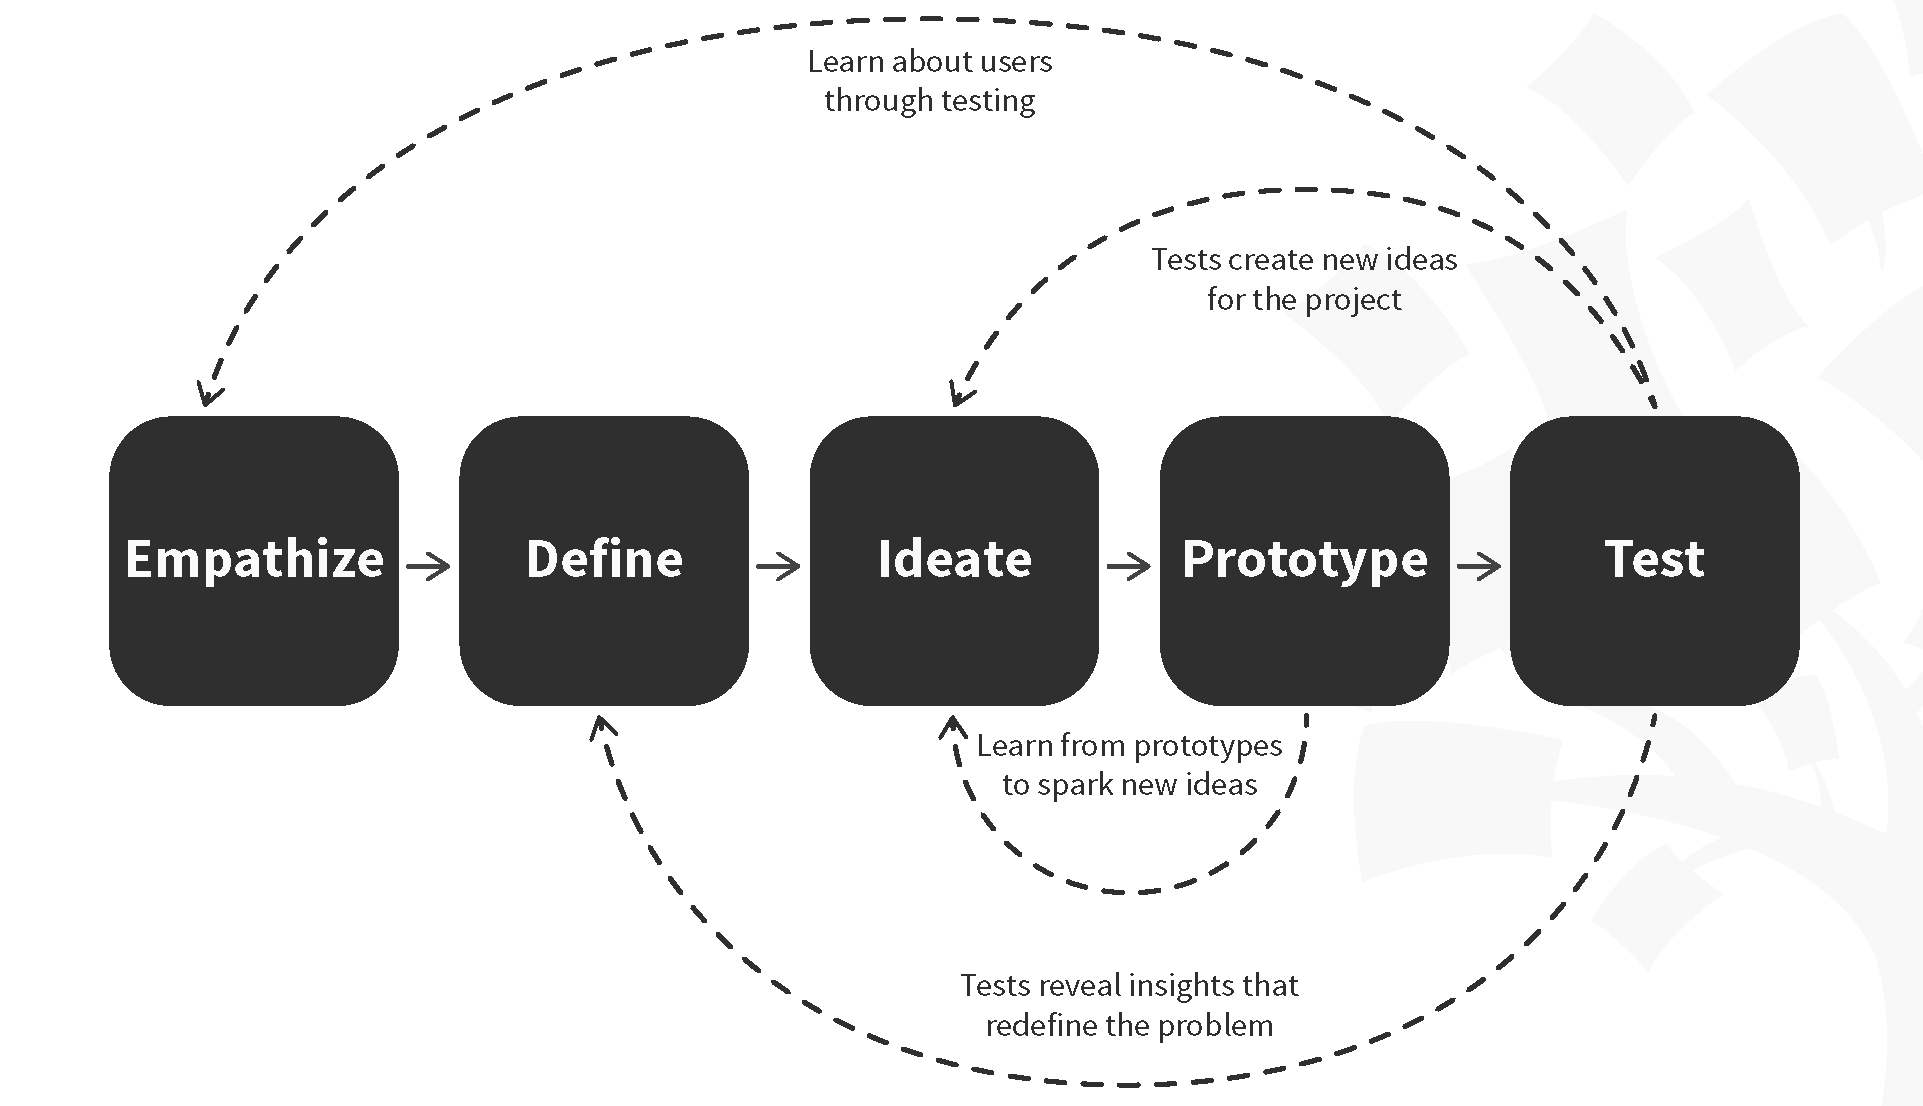 Learn about users
through testing
Tests create new ideas
for the project
Empathize
Define
Ideate
Prototype
Test
Learn from prototypes
to spark new ideas
Tests reveal insights that
redefine the problem